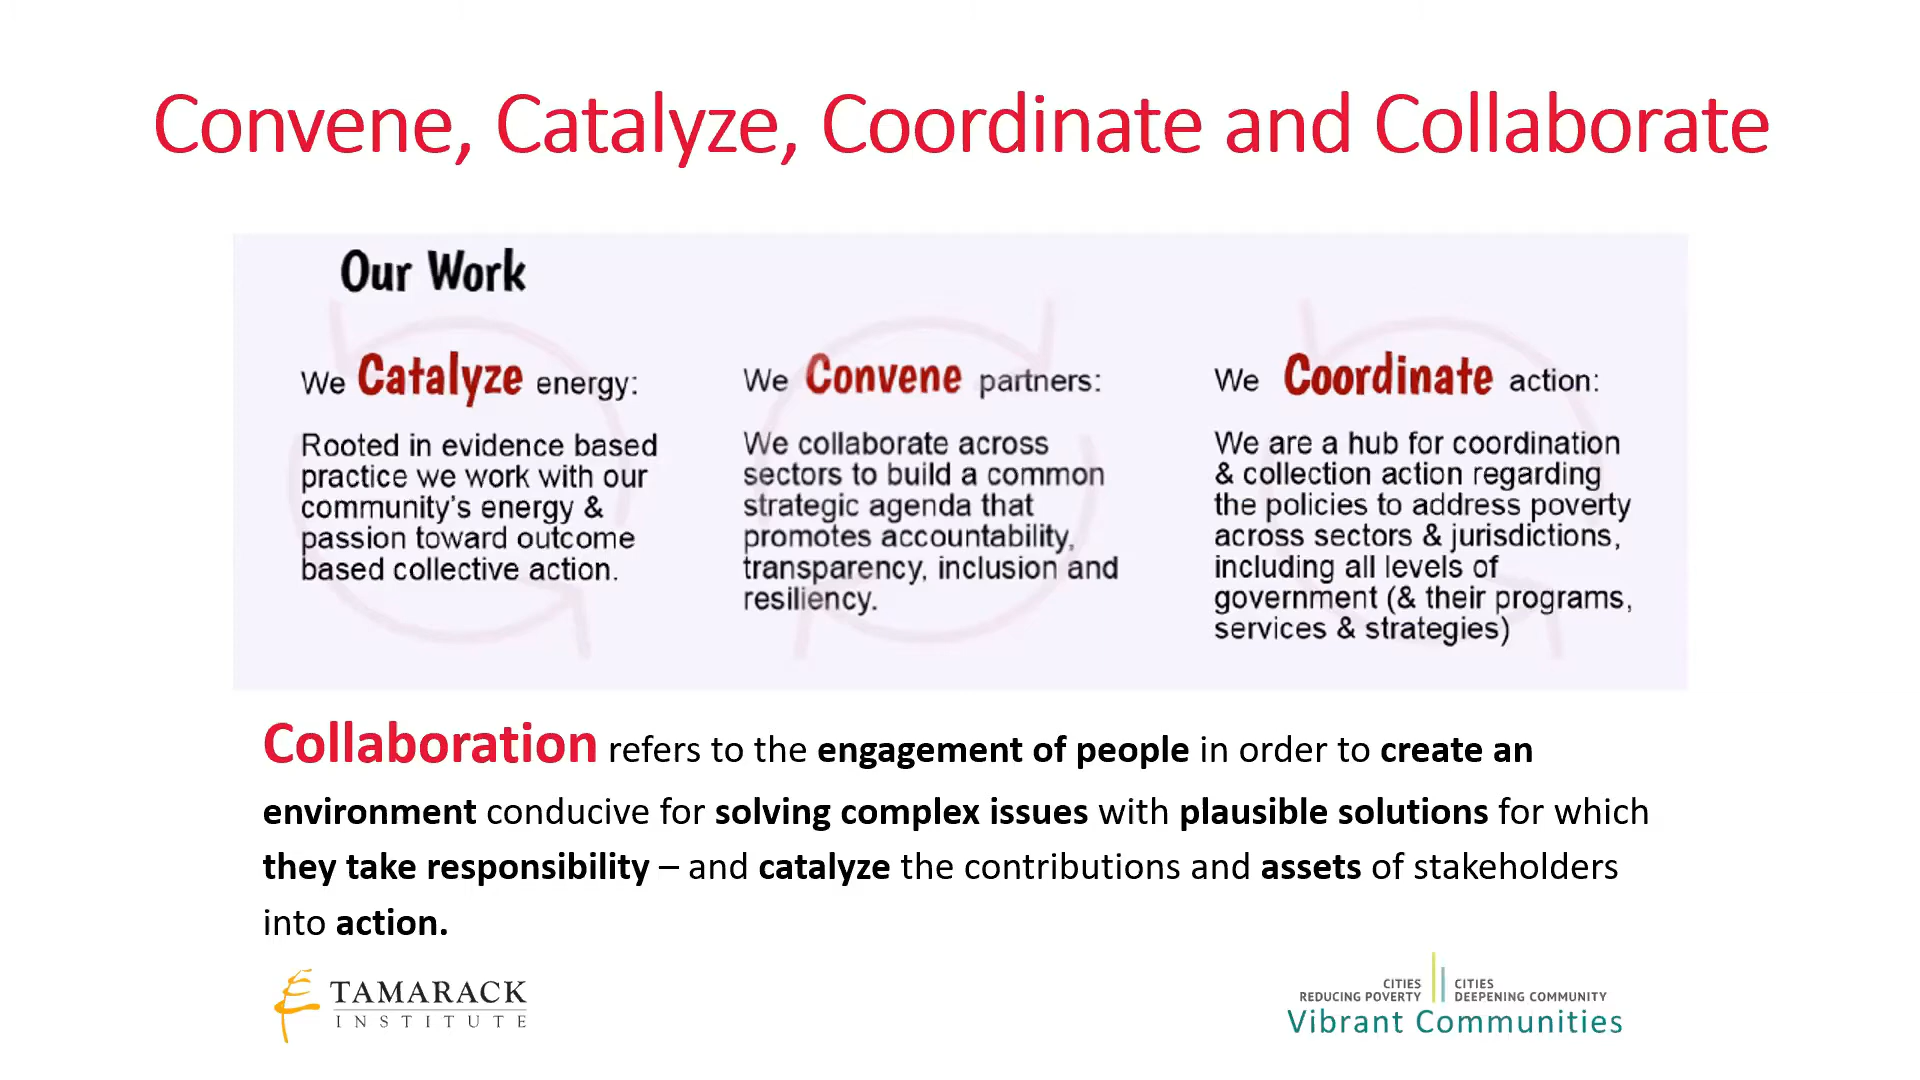 Convene, Catalyze, Coordinate and Collaborate
Our Work
We Catalyze energy:
Rooted in evidence based
practice we work with our
community's energy &
passion toward outcome
based collective action.
We Convene partners:
We collaborate across
sectors to build a common
strategic agenda that
promotes accountability,
transparency, inclusion and
resiliency.
We Coordinate action:
We are a hub for coordination
& collection action regarding
the policies to address poverty
across sectors & jurisdictions,
including all levels of
government (& their programs,
services & strategies)
Collaboration refers to the engagement of people in order to create an
environment conducive for solving complex issues with plausible solutions for which
they take responsibility – and catalyze the contributions and assets of stakeholders
into action.
TAMARACK
INSTITUTE
CITIES
REDUCING POVERTY
CITIES
DEEPENING COMMUNITY
Vibrant Communities